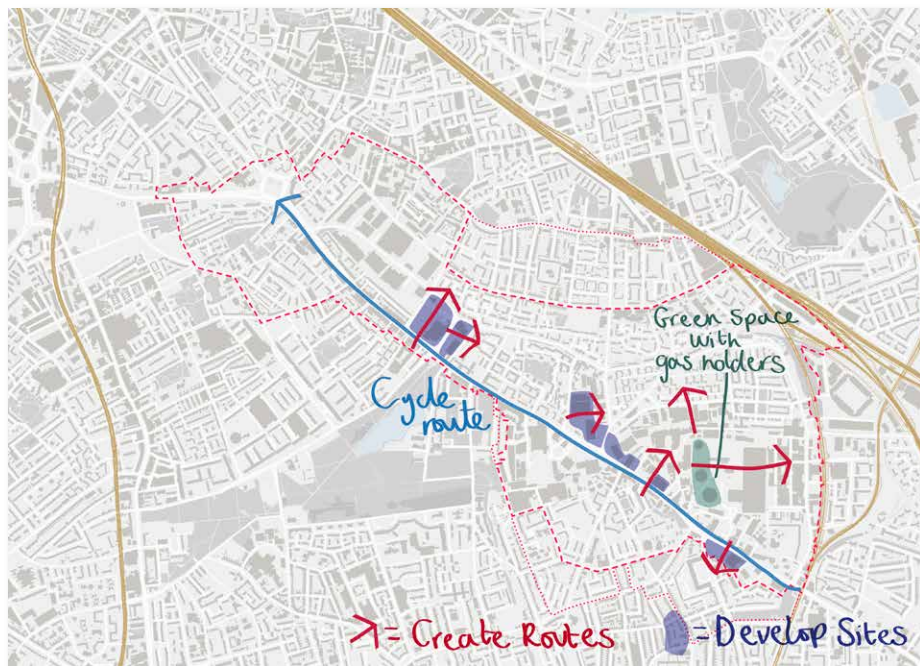 Green Space
with
gas holders
Cycle
route
= Create Routes
= Develop Sites